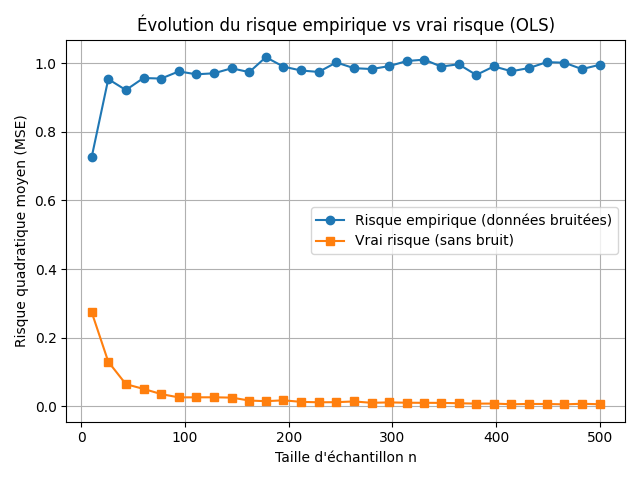 Évolution du risque empirique vs vrai risque (OLS)
Risque quadratique moyen (MSE)
1.0
0.8
0.6
0.4
0.2
0.0
Risque empirique (données bruitées)
Vrai risque (sans bruit)
0 100 200 300 400 500
Taille d'échantillon n